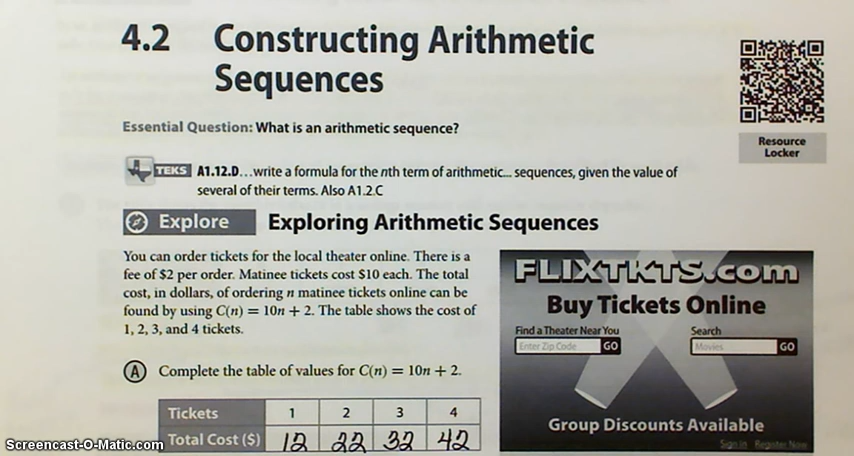 4.2 Constructing Arithmetic
Sequences
Essential Question: What is an arithmetic sequence?
Resource
Locker
TEKS A1.12.D...write a formula for the nth term of arithmetic... sequences, given the value of
several of their terms. Also A1.2.C
Explore Exploring Arithmetic Sequences
You can order tickets for the local theater online. There is a
fee of $2 per order. Matinee tickets cost $10 each. The total
cost, in dollars, of ordering n matinee tickets online can be
found by using C(n) = 10n + 2. The table shows the cost of
1, 2, 3, and 4 tickets.
FLIXTKTS.com
Buy Tickets Online
Find a Theater Near You Search
Enter Zip Code GO Movies GO
Group Discounts Available
Sign In Register Now
A Complete the table of values for C(n) = 10n + 2.
Tickets 1 2 3 4
Total Cost ($) 12 22 32 42
Screencast-O-Matic.com